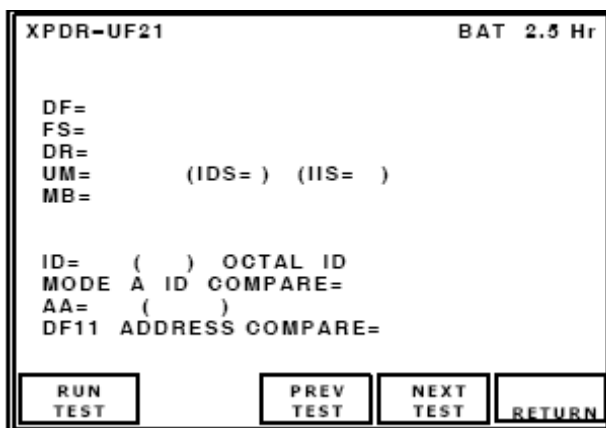 XPDR-UF21 BAT 2.5 Hr
DF=
FS=
DR=
UM= (IDS= ) (IIS= )
MB=
ID= ( ) OCTAL ID
MODE A ID COMPARE=
AA= ( )
DF11 ADDRESS COMPARE=
RUN TEST PREV TEST NEXT TEST RETURN